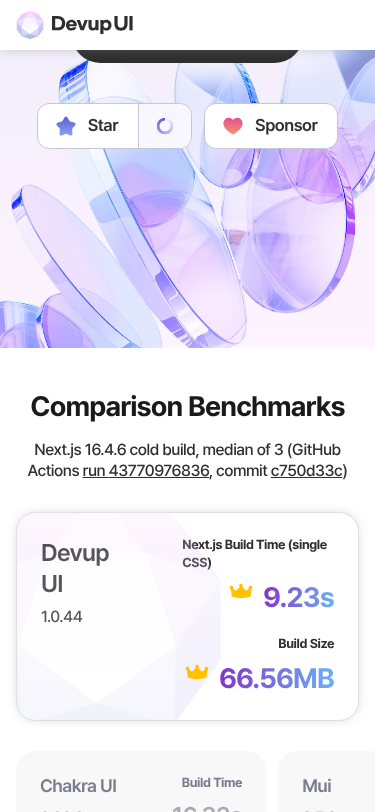 Devup UI
Star
Sponsor
Comparison Benchmarks
Next.js 16.4.6 cold build, median of 3 (GitHub
Actions run 43770976836, commit c750d33c)
Devup
UI
1.0.44
Next.js Build Time (single
CSS)
9.23s
Build Size
66.56MB
Chakra UI
Build Time
Mui